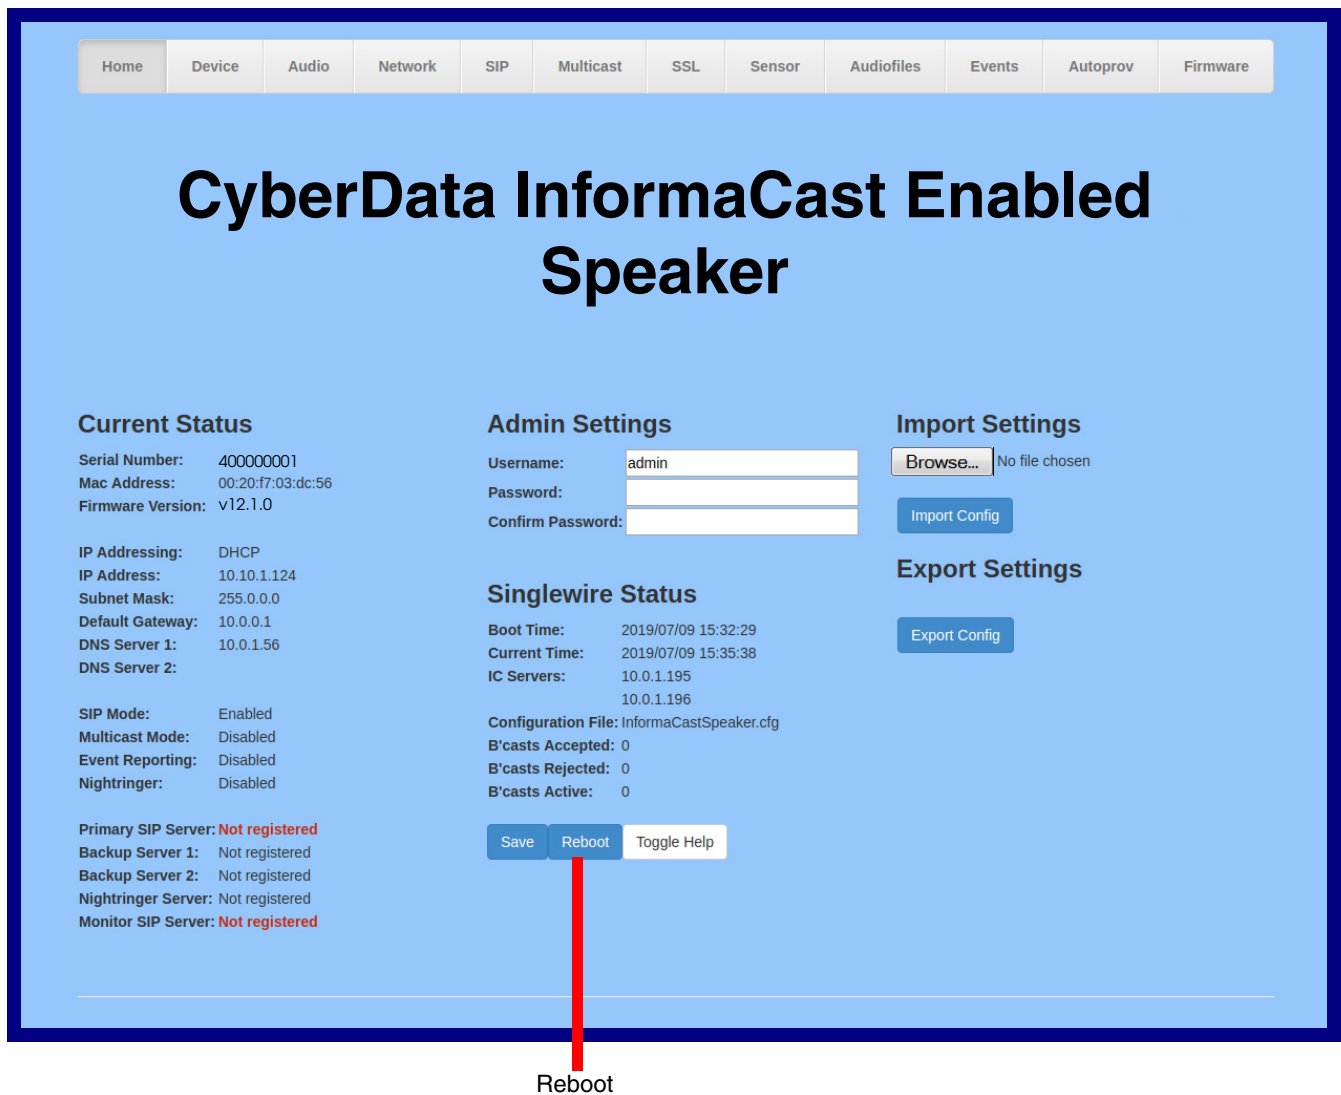 Home Device Audio Network SIP Multicast SSL Sensor Audiofiles Events Autoprov Firmware
CyberData InformaCast Enabled
Speaker
Current Status
Serial Number: 400000001
Mac Address: 00:20:f7:03:dc:56
Firmware Version: v12.1.0
IP Addressing: DHCP
IP Address: 10.10.1.124
Subnet Mask: 255.0.0.0
Default Gateway: 10.0.0.1
DNS Server 1: 10.0.1.56
DNS Server 2:
SIP Mode: Enabled
Multicast Mode: Disabled
Event Reporting: Disabled
Nightringer: Disabled
Primary SIP Server: Not registered
Backup Server 1: Not registered
Backup Server 2: Not registered
Nightringer Server: Not registered
Monitor SIP Server: Not registered
Admin Settings
Username: admin
Password:
Confirm Password:
Singlewire Status
Boot Time: 2019/07/09 15:32:29
Current Time: 2019/07/09 15:35:38
IC Servers: 10.0.1.195
10.0.1.196
Configuration File: InformaCastSpeaker.cfg
B'casts Accepted: 0
B'casts Rejected: 0
B'casts Active: 0
Save Reboot Toggle Help
Import Settings
Browse... No file chosen
Import Config
Export Settings
Export Config
Reboot